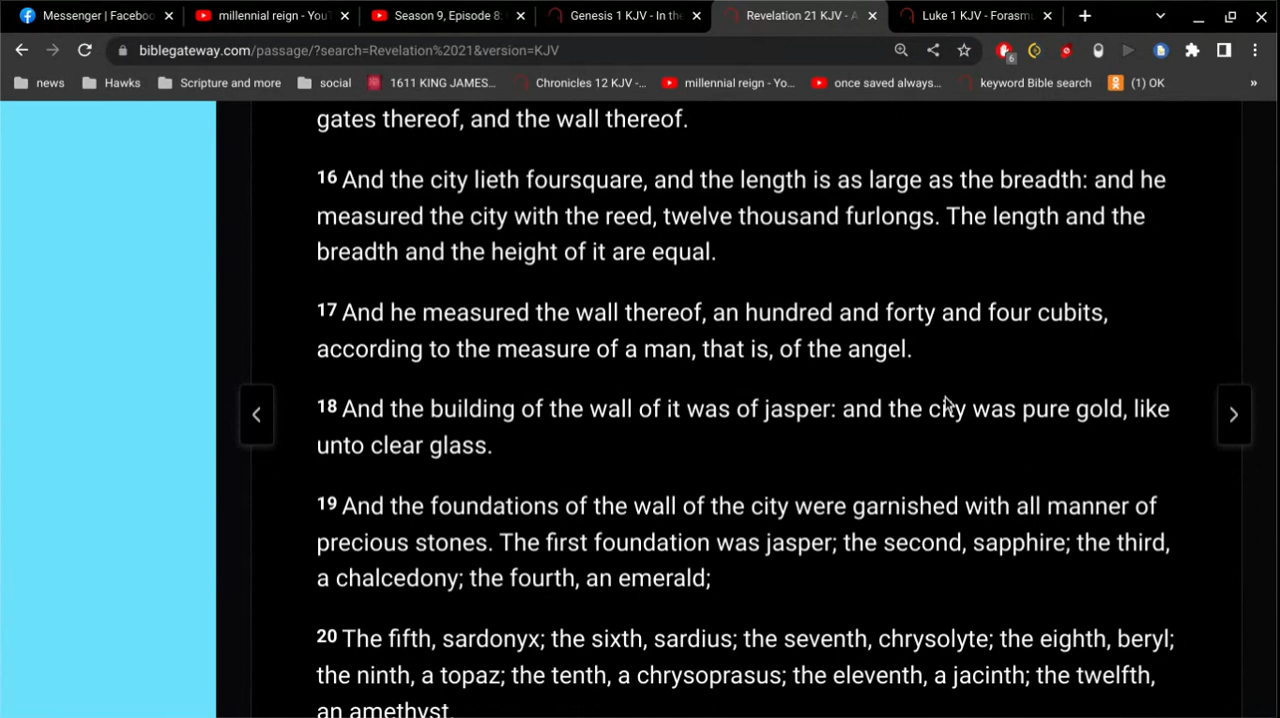 Messenger | Faceboo
millennial reign - YouT
Season 9, Episode 8:
Genesis 1 KJV - In the
Revelation 21 KJV - A
Luke 1 KJV - Forasmu
biblegateway.com/passage/?search=Revelation%2021&version=KJV
6
news
Hawks
Scripture and more
social
1611 KING JAMES...
Chronicles 12 KJV -...
millennial reign - Yo...
once saved always...
keyword Bible search
(1) OK
»
gates thereof, and the wall thereof.
16 And the city lieth foursquare, and the length is as large as the breadth: and he
measured the city with the reed, twelve thousand furlongs. The length and the
breadth and the height of it are equal.
17 And he measured the wall thereof, an hundred and forty and four cubits,
according to the measure of a man, that is, of the angel.
18 And the building of the wall of it was of jasper: and the city was pure gold, like
unto clear glass.
19 And the foundations of the wall of the city were garnished with all manner of
precious stones. The first foundation was jasper; the second, sapphire; the third,
a chalcedony; the fourth, an emerald;
20 The fifth, sardonyx; the sixth, sardius; the seventh, chrysolyte; the eighth, beryl;
the ninth, a topaz; the tenth, a chrysoprasus; the eleventh, a jacinth; the twelfth,
an amethyst.